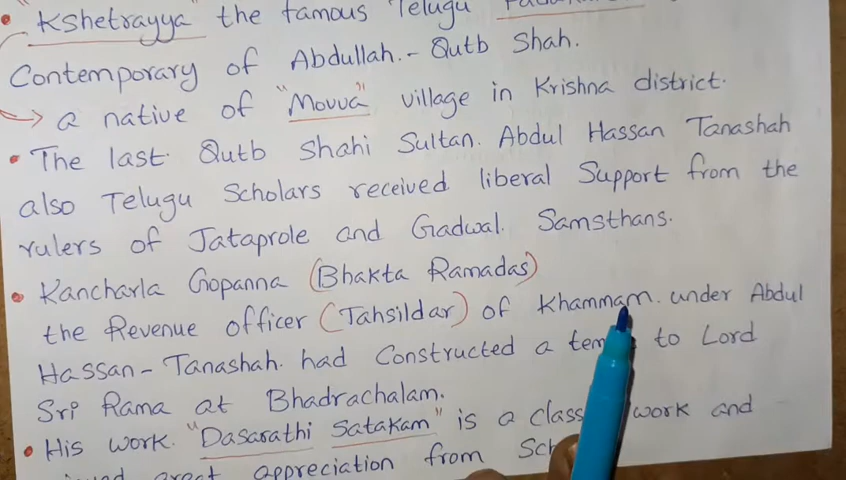 • "Kshetrayya" the famous Telugu
Contemporary of Abdullah.- Qutb Shah.
→ a native of "Movva" village in Krishna district.
• The last Qutb Shahi Sultan. Abdul Hassan Tanashah
also Telugu Scholars received liberal Support from the
rulers of Jataprole and Gadwal. Samsthans.
• Kancharla Gopanna (Bhakta Ramadas)
the Revenue officer (Tahsildar) of Khammam. under Abdul
Hassan - Tanashah. had Constructed a to Lord
Sri Rama at Bhadrachalam.
• His work. "Dasarathi Satakam" is a work and
great appreciation from